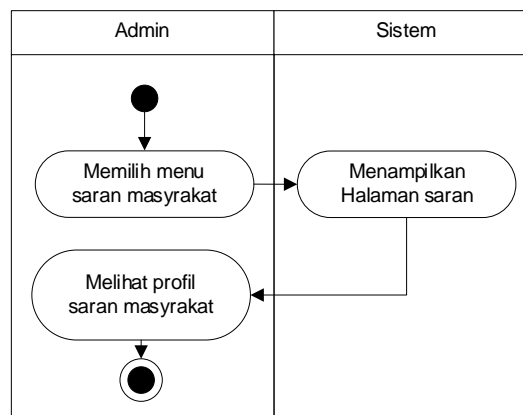 Admin
Sistem
Memilih menu
saran masyrakat
Menampilkan
Halaman saran
Melihat profil
saran masyrakat